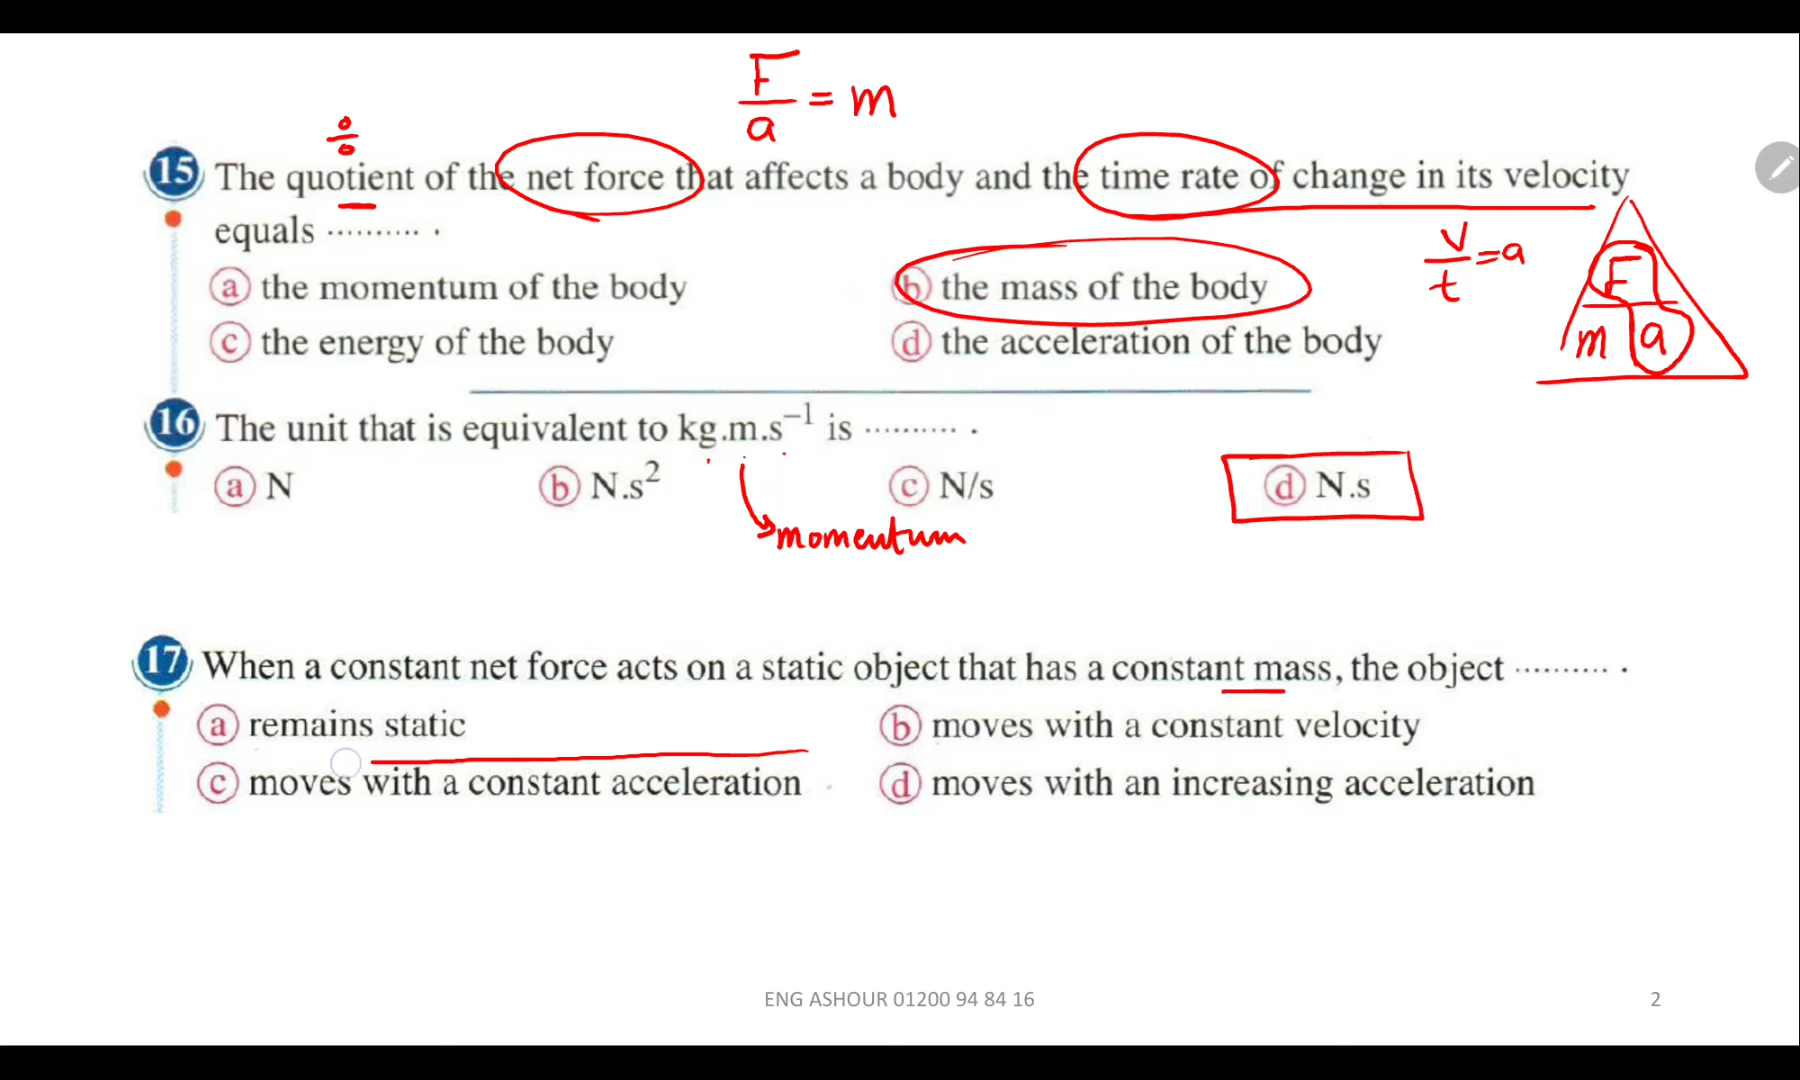 F/a = m
÷
15 The quotient of the net force that affects a body and the time rate of change in its velocity
equals .......... .
v/t = a
F
m a
a the momentum of the body
b the mass of the body
c the energy of the body
d the acceleration of the body
16 The unit that is equivalent to kg.m.s⁻¹ is .......... .
a N
b N.s²
c N/s
d N.s
momentum
17 When a constant net force acts on a static object that has a constant mass, the object .......... .
a remains static
b moves with a constant velocity
c moves with a constant acceleration
d moves with an increasing acceleration
ENG ASHOUR 01200 94 84 16
2